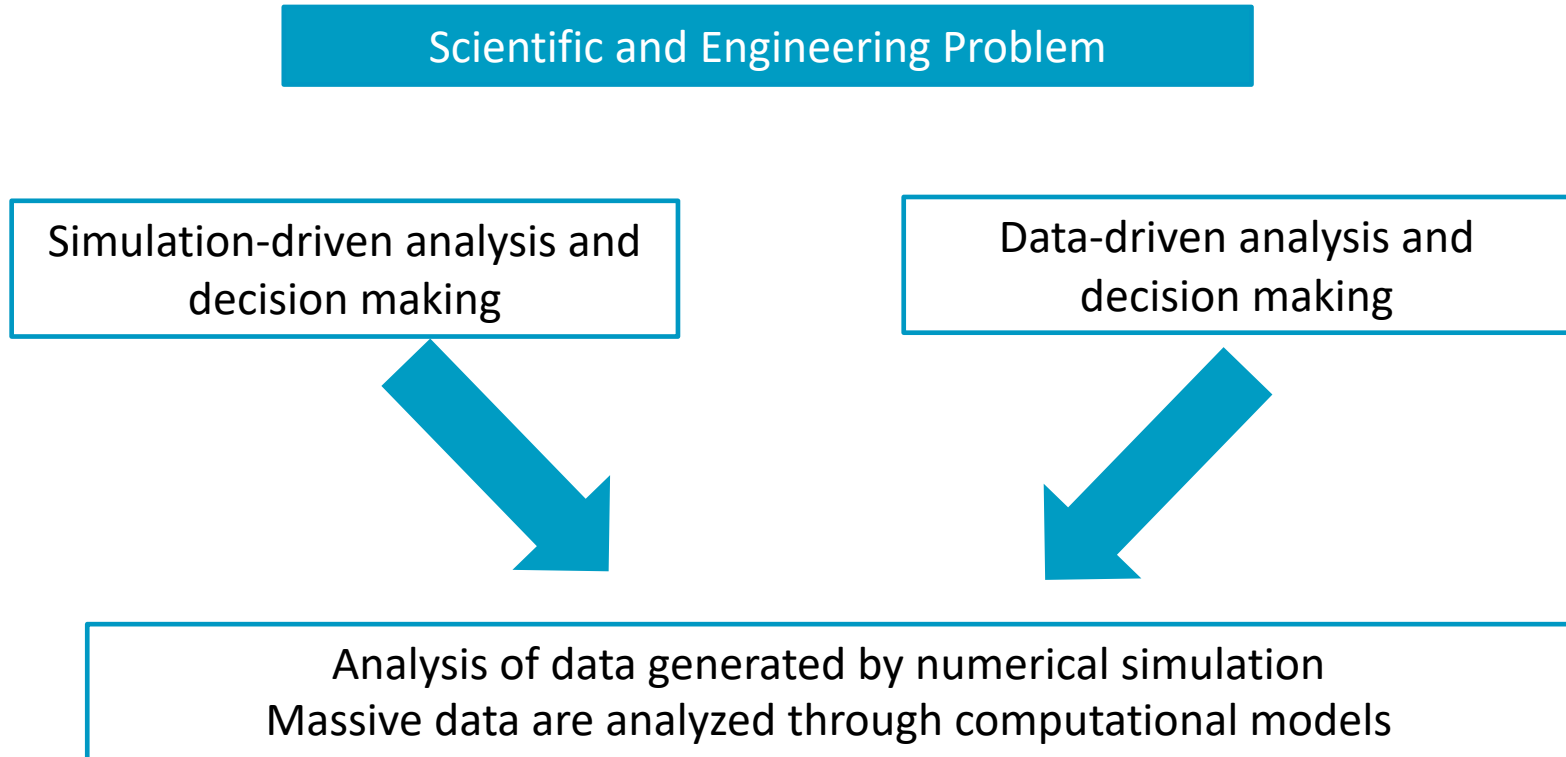 Scientific and Engineering Problem
Simulation-driven analysis and
decision making
Data-driven analysis and
decision making
Analysis of data generated by numerical simulation
Massive data are analyzed through computational models